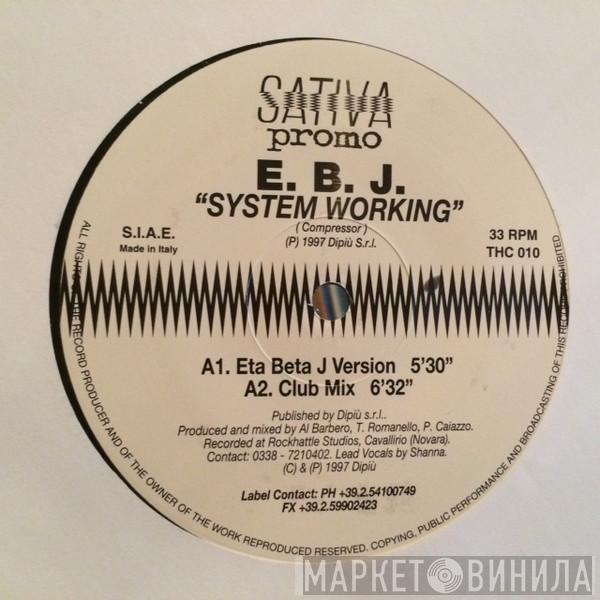 SATIVA
promo
E. B. J.
“SYSTEM WORKING”
( Compressor )
(P) 1997 Dipiù S.r.l.
S.I.A.E.
Made in Italy
33 RPM
THC 010
A1. Eta Beta J Version 5’30”
A2. Club Mix 6’32”
Published by Dipiù s.r.l..
Produced and mixed by Al Barbero, T. Romanello, P. Caiazzo.
Recorded at Rockhattle Studios, Cavallirio (Novara).
Contact: 0338 - 7210402. Lead Vocals by Shanna.
(C) & (P) 1997 Dipiù
Label Contact: PH +39.2.54100749
FX +39.2.59902423
ALL RIGHTS THE RECORD PRODUCER AND OF THE OWNER OF THE WORK REPRODUCED RESERVED. COPYING, PUBLIC PERFORMANCE AND BROADCASTING OF THIS RECORD PROHIBITED
МАРКЕТ ВИНИЛА